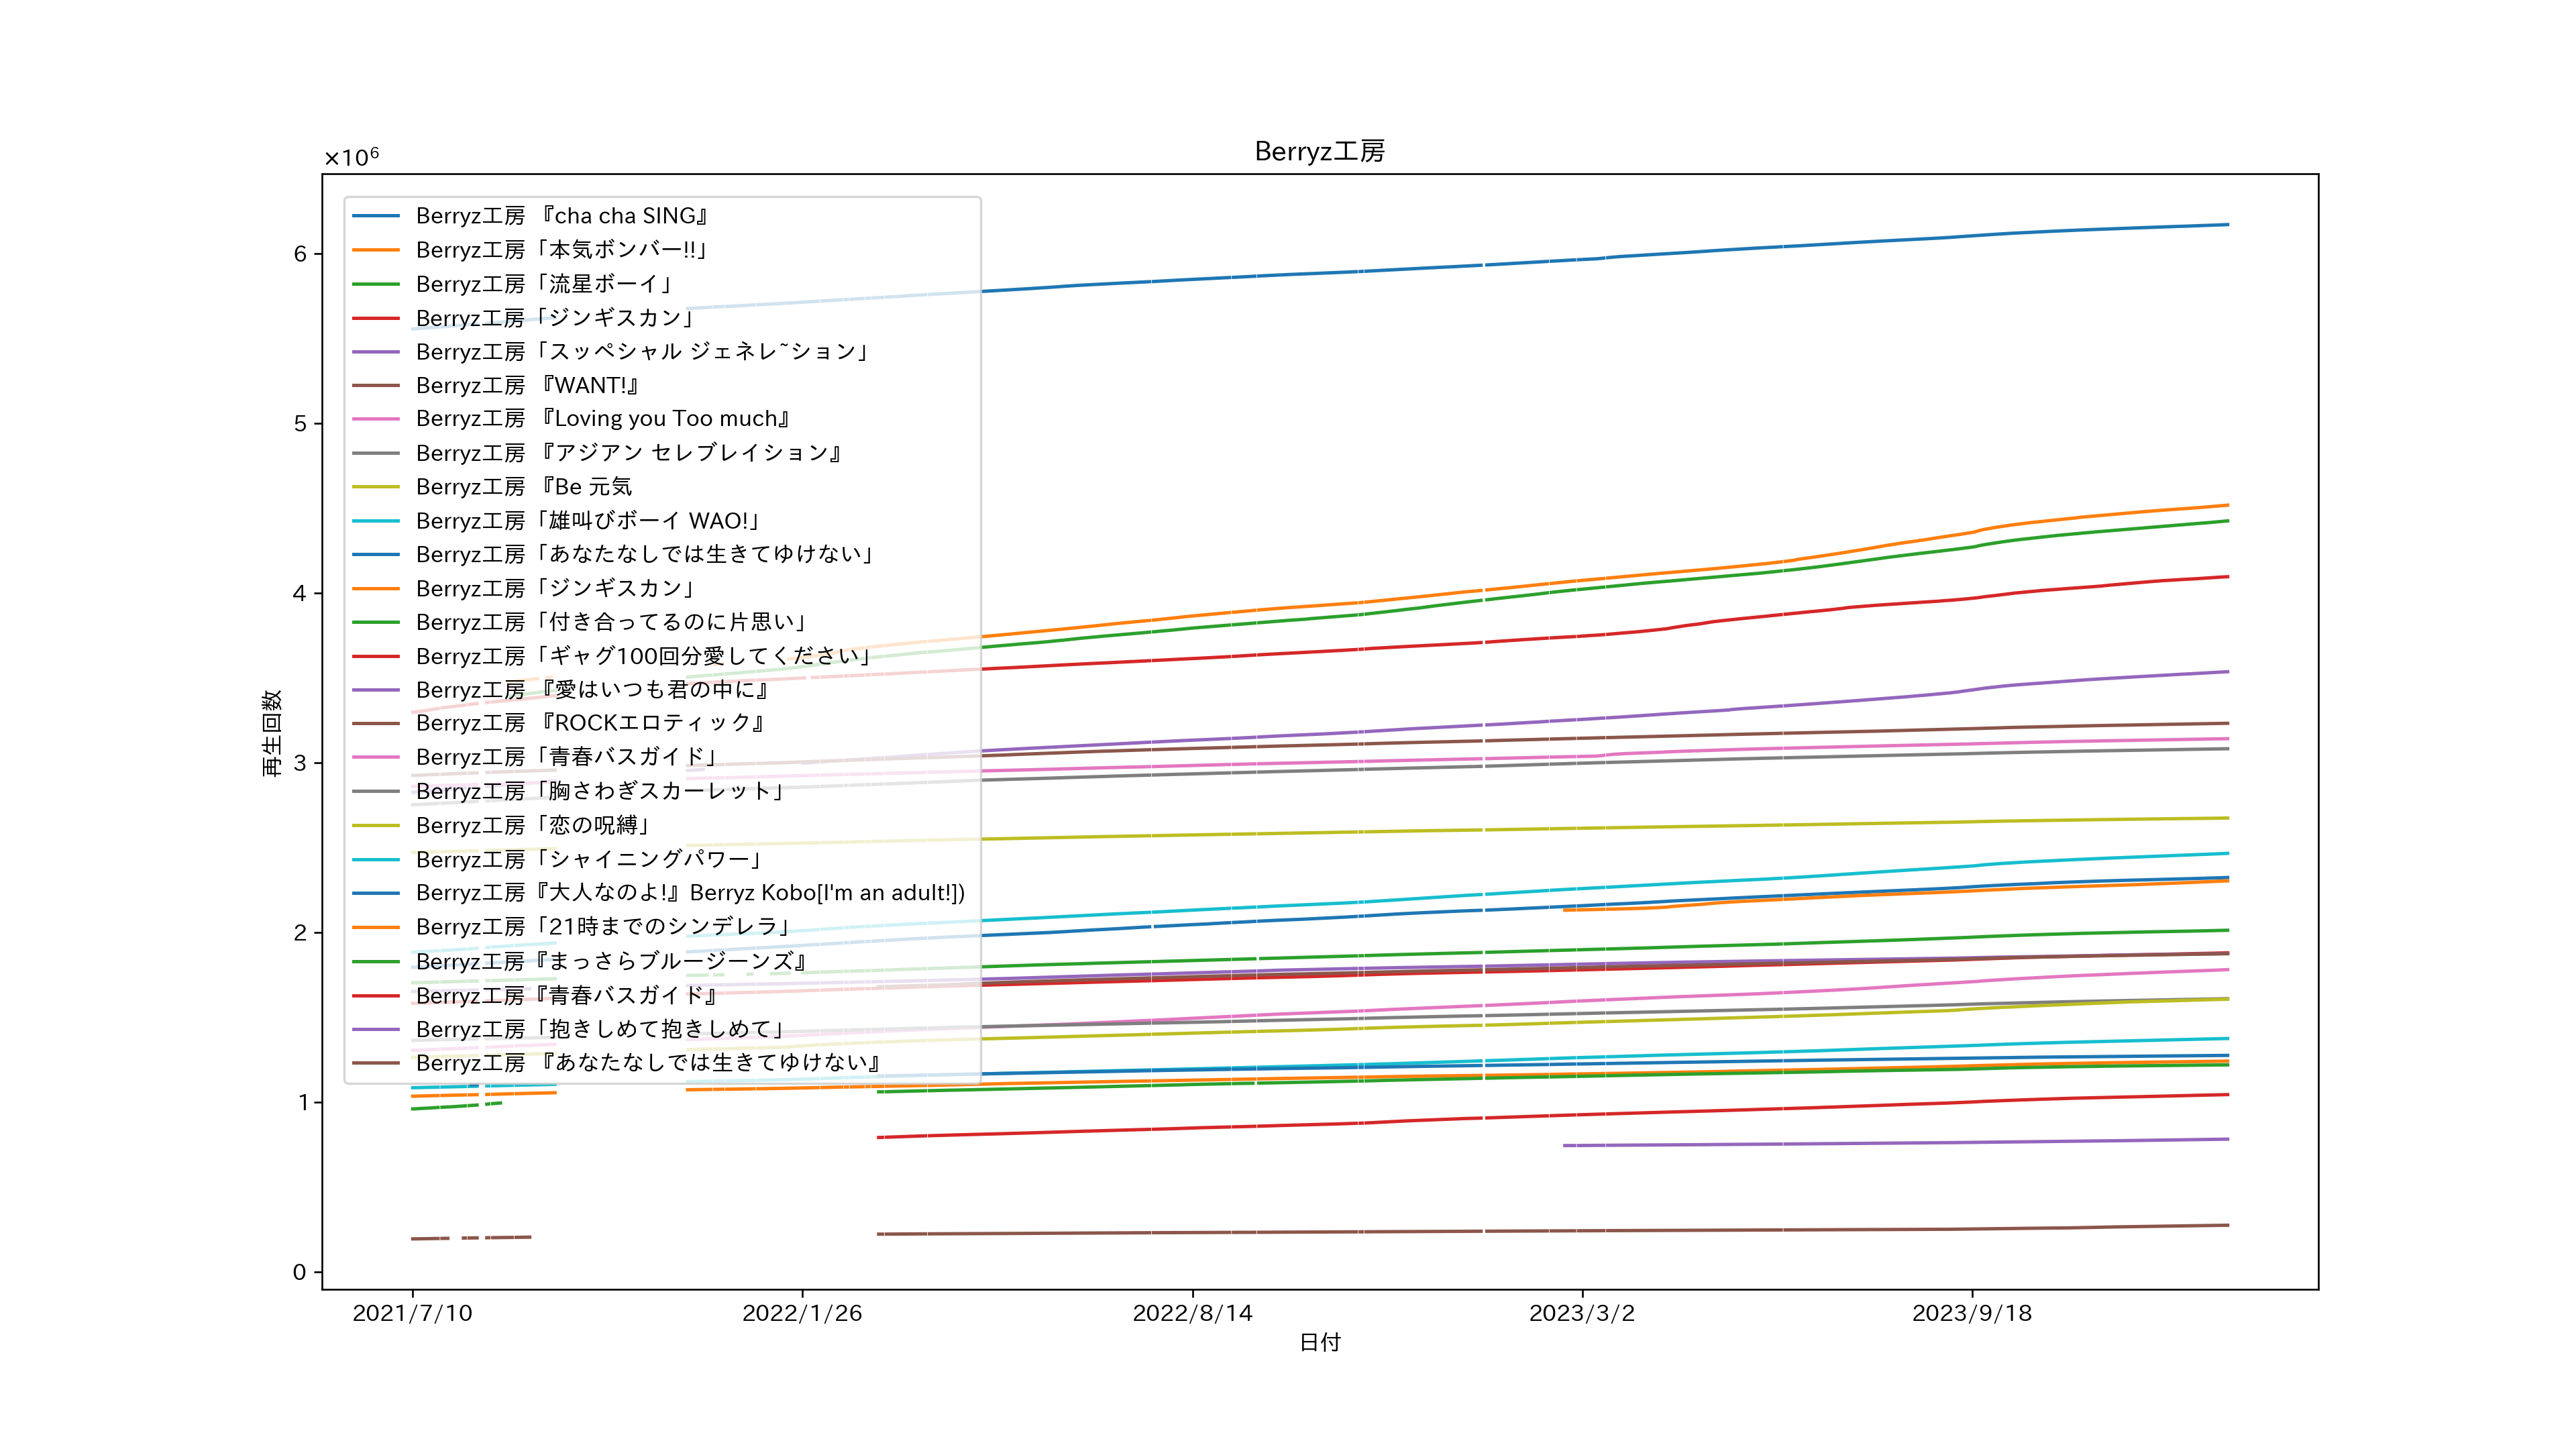 Berryz工房
×10⁶
Berryz工房 『cha cha SING』
Berryz工房「本気ボンバー!!」
Berryz工房「流星ボーイ」
Berryz工房「ジンギスカン」
Berryz工房「スッペシャル ジェネレ~ション」
Berryz工房 『WANT!』
Berryz工房 『Loving you Too much』
Berryz工房 『アジアン セレブレイション』
Berryz工房 『Be 元気
Berryz工房「雄叫びボーイ WAO!」
Berryz工房「あなたなしでは生きてゆけない」
Berryz工房「ジンギスカン」
Berryz工房「付き合ってるのに片思い」
Berryz工房「ギャグ100回分愛してください」
Berryz工房 『愛はいつも君の中に』
Berryz工房 『ROCKエロティック』
Berryz工房「青春バスガイド」
Berryz工房「胸さわぎスカーレット」
Berryz工房「恋の呪縛」
Berryz工房「シャイニングパワー」
Berryz工房『大人なのよ!』Berryz Kobo[I'm an adult!])
Berryz工房「21時までのシンデレラ」
Berryz工房『まっさらブルージーンズ』
Berryz工房『青春バスガイド』
Berryz工房「抱きしめて抱きしめて」
Berryz工房 『あなたなしでは生きてゆけない』
6
5
4
3
2
1
0
再生回数
2021/7/10
2022/1/26
2022/8/14
2023/3/2
2023/9/18
日付